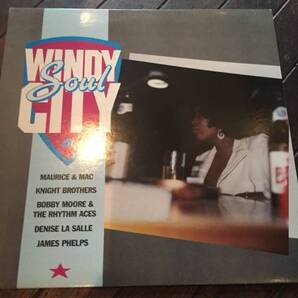 WINDY
Soul
CITY
MAURICE & MAC
KNIGHT BROTHERS
BOBBY MOORE &
THE RHYTHM ACES
DENISE LA SALLE
JAMES PHELPS